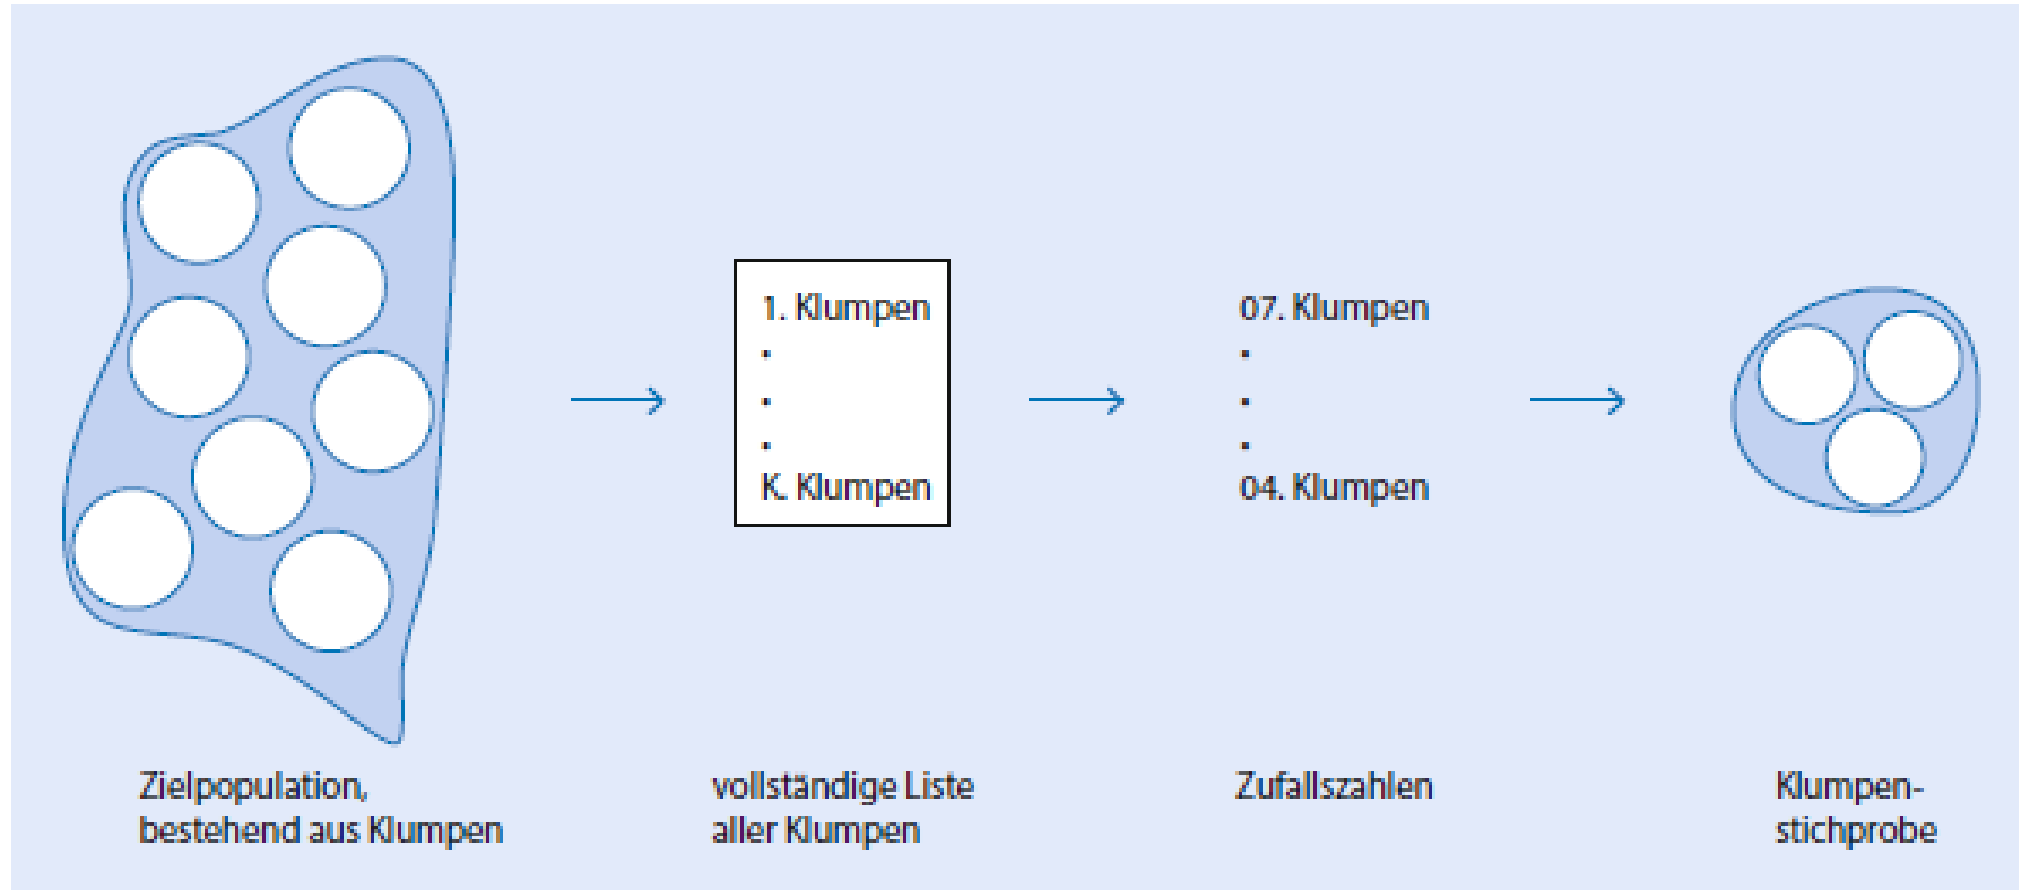 1. Klumpen
.
.
.
K. Klumpen
07. Klumpen
.
.
.
04. Klumpen
Zielpopulation,
bestehend aus Klumpen
vollständige Liste
aller Klumpen
Zufallszahlen
Klumpen-
stichprobe